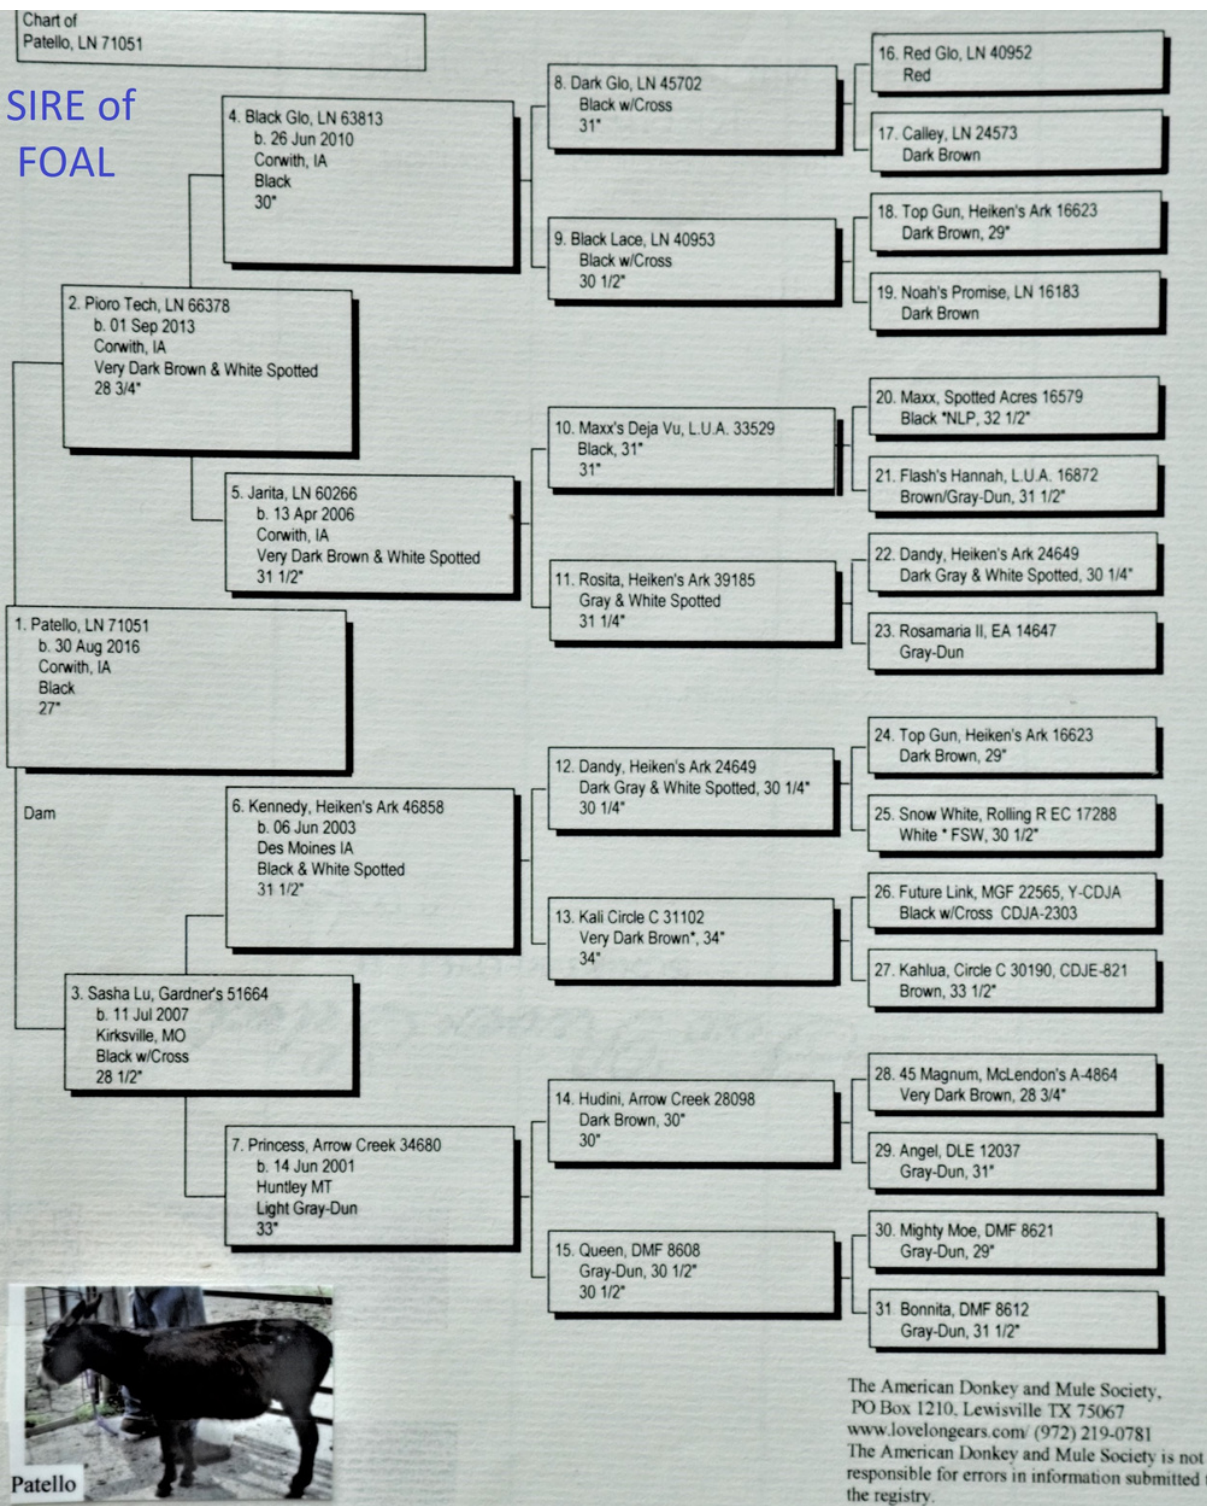 Chart of
Patello, LN 71051
SIRE of
FOAL
1. Patello, LN 71051
b. 30 Aug 2016
Corwith, IA
Black
27"
Dam
2. Pioro Tech, LN 66378
b. 01 Sep 2013
Corwith, IA
Very Dark Brown & White Spotted
28 3/4"
3. Sasha Lu, Gardner's 51664
b. 11 Jul 2007
Kirksville, MO
Black w/Cross
28 1/2"
4. Black Glo, LN 63813
b. 26 Jun 2010
Corwith, IA
Black
30"
5. Jarita, LN 60266
b. 13 Apr 2006
Corwith, IA
Very Dark Brown & White Spotted
31 1/2"
6. Kennedy, Heiken's Ark 46858
b. 06 Jun 2003
Des Moines IA
Black & White Spotted
31 1/2"
7. Princess, Arrow Creek 34680
b. 14 Jun 2001
Huntley MT
Light Gray-Dun
33"
8. Dark Glo, LN 45702
Black w/Cross
31"
9. Black Lace, LN 40953
Black w/Cross
30 1/2"
10. Maxx's Deja Vu, L.U.A. 33529
Black, 31"
31"
11. Rosita, Heiken's Ark 39185
Gray & White Spotted
31 1/4"
12. Dandy, Heiken's Ark 24649
Dark Gray & White Spotted, 30 1/4"
30 1/4"
13. Kali Circle C 31102
Very Dark Brown*, 34"
34"
14. Hudini, Arrow Creek 28098
Dark Brown, 30"
30"
15. Queen, DMF 8608
Gray-Dun, 30 1/2"
30 1/2"
16. Red Glo, LN 40952
Red
17. Calley, LN 24573
Dark Brown
18. Top Gun, Heiken's Ark 16623
Dark Brown, 29"
19. Noah's Promise, LN 16183
Dark Brown
20. Maxx, Spotted Acres 16579
Black *NLP, 32 1/2"
21. Flash's Hannah, L.U.A. 16872
Brown/Gray-Dun, 31 1/2"
22. Dandy, Heiken's Ark 24649
Dark Gray & White Spotted, 30 1/4"
23. Rosamaria II, EA 14647
Gray-Dun
24. Top Gun, Heiken's Ark 16623
Dark Brown, 29"
25. Snow White, Rolling R EC 17288
White * FSW, 30 1/2"
26. Future Link, MGF 22565, Y-CDJA
Black w/Cross CDJA-2303
27. Kahlua, Circle C 30190, CDJE-821
Brown, 33 1/2"
28. 45 Magnum, McLendon's A-4864
Very Dark Brown, 28 3/4"
29. Angel, DLE 12037
Gray-Dun, 31"
30. Mighty Moe, DMF 8621
Gray-Dun, 29"
31 Bonnita, DMF 8612
Gray-Dun, 31 1/2"
Patello
The American Donkey and Mule Society,
PO Box 1210, Lewisville TX 75067
www.lovelongears.com/ (972) 219-0781
The American Donkey and Mule Society is not
responsible for errors in information submitted
the registry.